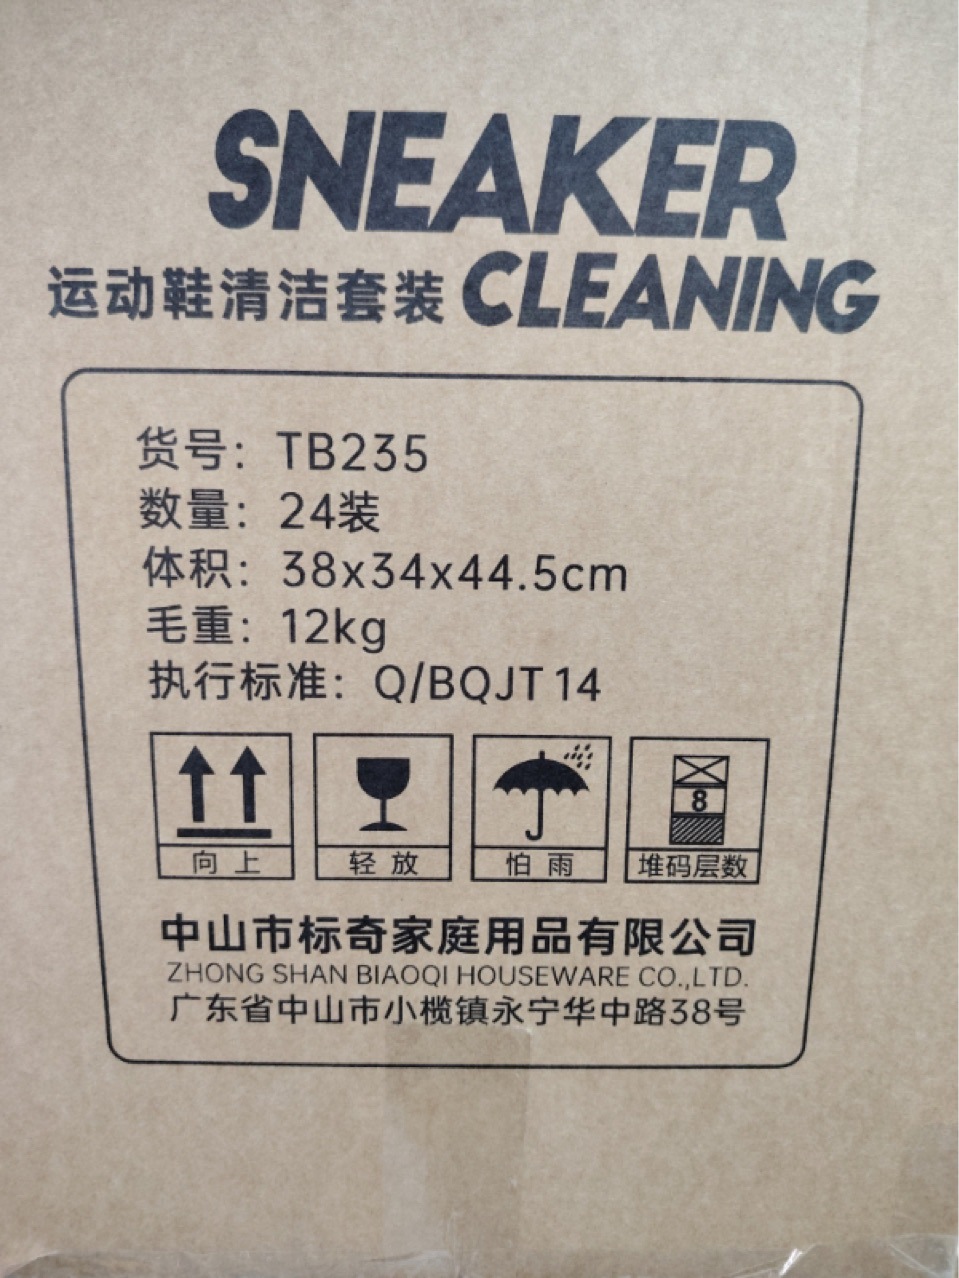 SNEAKER
运动鞋清洁套装 CLEANING
货号：TB235
数量：24装
体积：38x34x44.5cm
毛重：12kg
执行标准：Q/BQJT 14
8
向上 轻放 怕雨 堆码层数
中山市标奇家庭用品有限公司
ZHONG SHAN BIAOQI HOUSEWARE CO.,LTD.
广东省中山市小榄镇永宁华中路38号